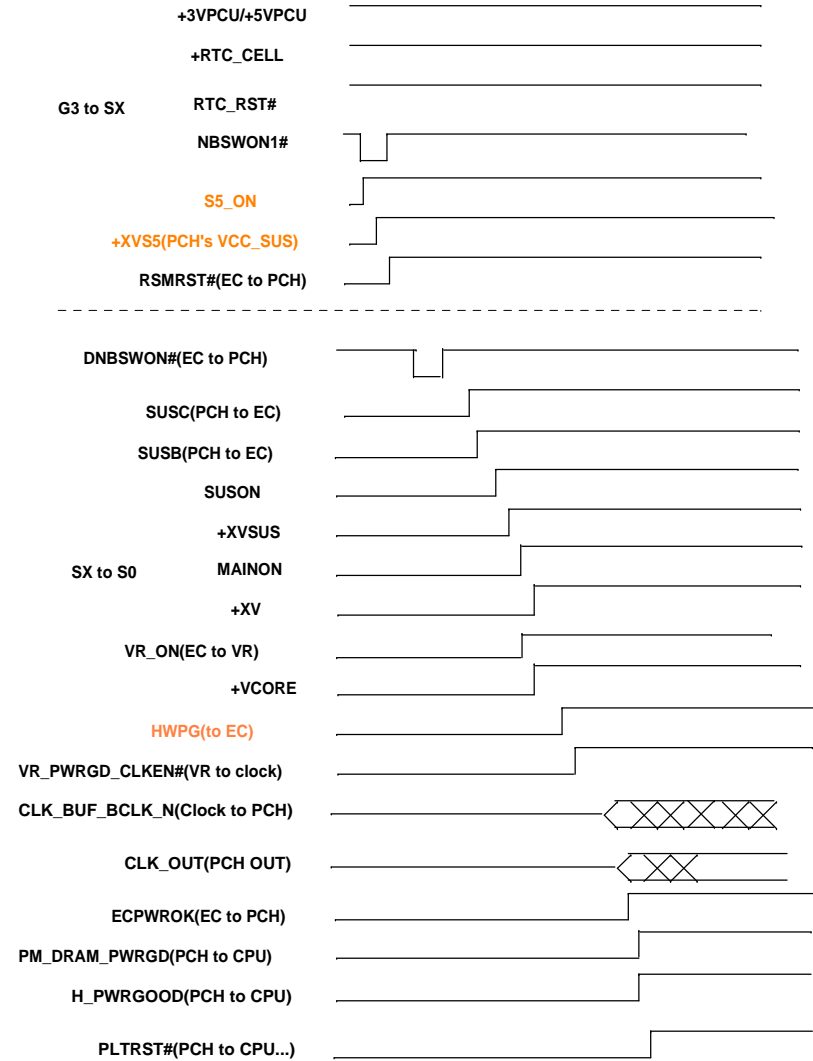 +3VPCU/+5VPCU
+RTC_CELL
G3 to SX
RTC_RST#
NBSWON1#
S5_ON
+XVS5(PCH's VCC_SUS)
RSMRST#(EC to PCH)
DNBSWON#(EC to PCH)
SUSC(PCH to EC)
SUSB(PCH to EC)
SUSON
+XVSUS
SX to S0
MAINON
+XV
VR_ON(EC to VR)
+VCORE
HWPG(to EC)
VR_PWRGD_CLKEN#(VR to clock)
CLK_BUF_BCLK_N(Clock to PCH)
CLK_OUT(PCH OUT)
ECPWROK(EC to PCH)
PM_DRAM_PWRGD(PCH to CPU)
H_PWRGOOD(PCH to CPU)
PLTRST#(PCH to CPU...)